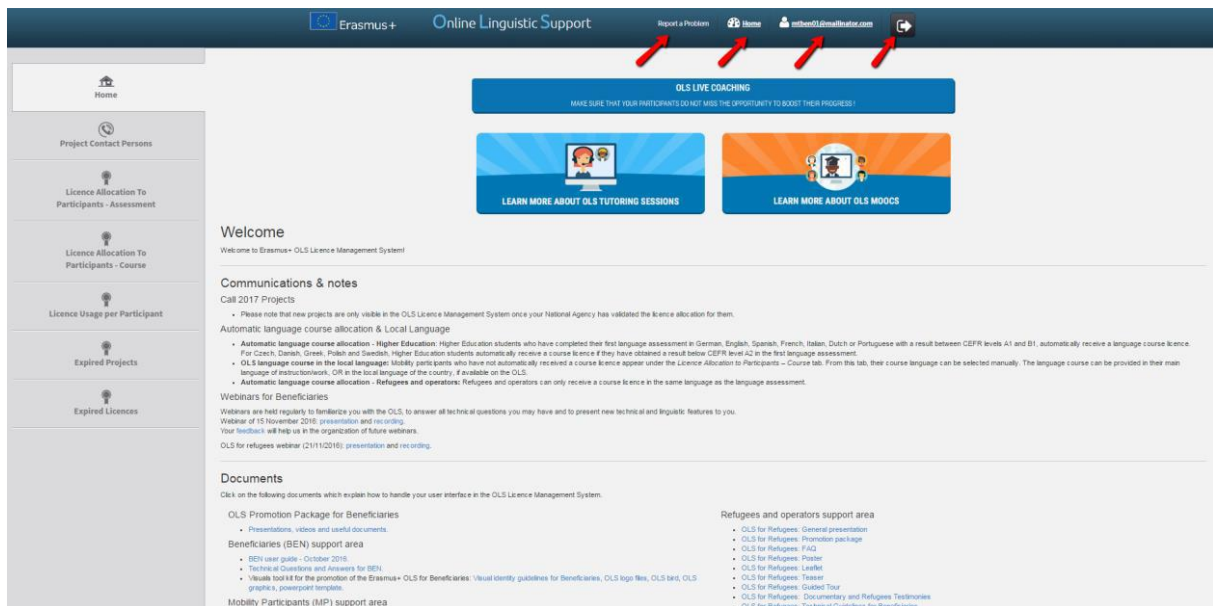 Erasmus+
Online Linguistic Support
Report a Problem
Home
mtben01@mailinator.com
Home
Project Contact Persons
Licence Allocation To
Participants - Assessment
Licence Allocation To
Participants - Course
Licence Usage per Participant
Expired Projects
Expired Licences
OLS LIVE COACHING
MAKE SURE THAT YOUR PARTICIPANTS DO NOT MISS THE OPPORTUNITY TO BOOST THEIR PROGRESS !
LEARN MORE ABOUT OLS TUTORING SESSIONS
LEARN MORE ABOUT OLS MOOCS
Welcome
Welcome to Erasmus+ OLS Licence Management System!
Communications & notes
Call 2017 Projects
Please note that new projects are only visible in the OLS Licence Management System once your National Agency has validated the licence allocation for them.
Automatic language course allocation & Local Language
Automatic language course allocation - Higher Education: Higher Education students who have completed their first language assessment in German, English, Spanish, French, Italian, Dutch or Portuguese with a result between CEFR levels A1 and B1, automatically receive a language course licence.
For Czech, Danish, Greek, Polish and Swedish, Higher Education students automatically receive a course licence if they have obtained a result below CEFR level A2 in the first language assessment.
OLS language course in the local language: Mobility participants who have not automatically received a course licence appear under the Licence Allocation to Participants – Course tab. From this tab, their course language can be selected manually. The language course can be provided in their main
language of instruction/work, OR in the local language of the country, if available on the OLS.
Automatic language course allocation - Refugees and operators: Refugees and operators can only receive a course licence in the same language as the language assessment.
Webinars for Beneficiaries
Webinars are held regularly to familiarize you with the OLS, to answer all technical questions you may have and to present new technical and linguistic features to you.
Webinar of 15 November 2016: presentation and recording.
Your feedback will help us in the organization of future webinars.
OLS for refugees webinar (21/11/2016): presentation and recording.
Documents
Click on the following documents which explain how to handle your user interface in the OLS Licence Management System.
OLS Promotion Package for Beneficiaries
Presentations, videos and useful documents.
Beneficiaries (BEN) support area
BEN user guide - October 2016.
Technical Questions and Answers for BEN.
Visuals tool kit for the promotion of the Erasmus+ OLS for Beneficiaries: Visual identity guidelines for Beneficiaries, OLS logo files, OLS bird, OLS
graphics, powerpoint template.
Mobility Participants (MP) support area
Refugees and operators support area
OLS for Refugees: General presentation
OLS for Refugees: Promotion package
OLS for Refugees: FAQ
OLS for Refugees: Poster
OLS for Refugees: Leaflet
OLS for Refugees: Teaser
OLS for Refugees: Guided Tour
OLS for Refugees: Documentary and Refugees Testimonies
OLS for Refugees: Technical Guidelines for Beneficiaries